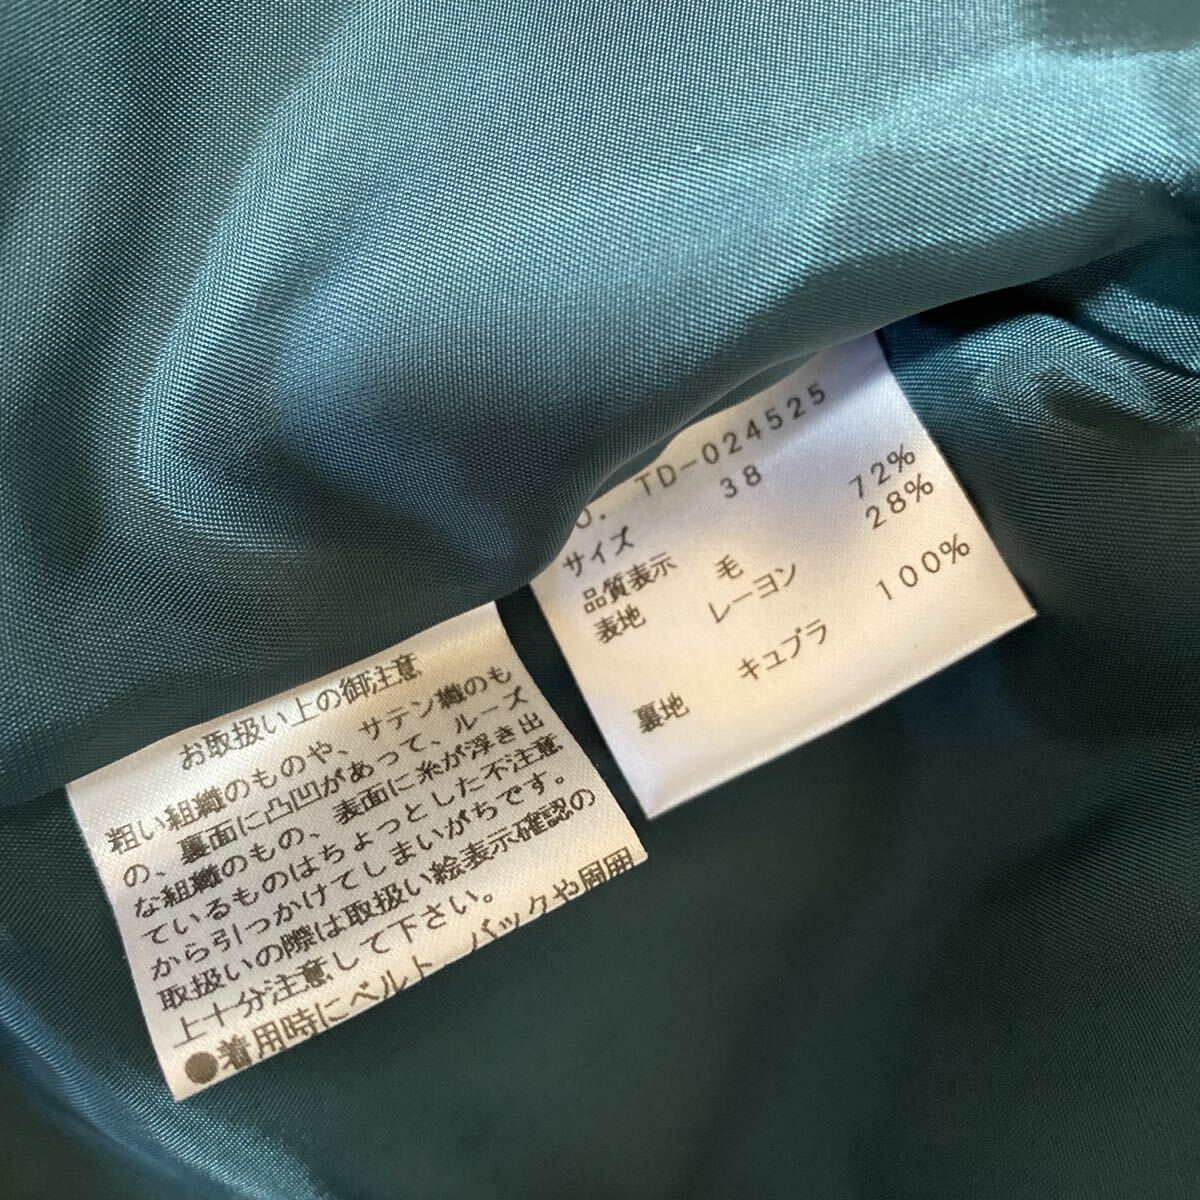 お取扱い上の御注意
粗い組織のものや、サテン織のも
の、裏面に凸凹があって、ルーズ
な組織のもの、表面に糸が浮き出
ているものはちょっとした不注意
から引っかけてしまいがちです。
取扱いの際は取扱い絵表示確認の
上十分注意して下さい。
●着用時にベルト、バックや周囲
O. TD-024525
サイズ 38
品質表示
表地 毛 72%
レーヨン 28%
裏地 キュプラ 100%